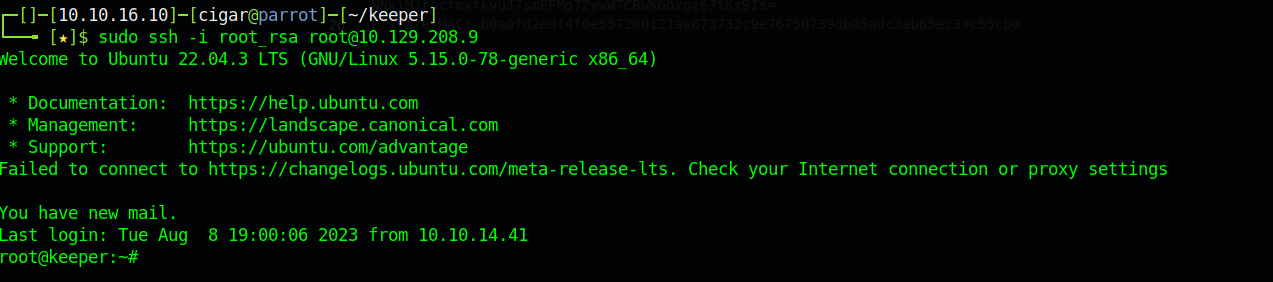 ┌─[]─[10.10.16.10]─[cigar@parrot]─[~/keeper]
└──╼ [★]$ sudo ssh -i root_rsa root@10.129.208.9
Welcome to Ubuntu 22.04.3 LTS (GNU/Linux 5.15.0-78-generic x86_64)
 * Documentation:  https://help.ubuntu.com
 * Management:     https://landscape.canonical.com
 * Support:        https://ubuntu.com/advantage
Failed to connect to https://changelogs.ubuntu.com/meta-release-lts. Check your Internet connection or proxy settings
You have new mail.
Last login: Tue Aug  8 19:00:06 2023 from 10.10.14.41
root@keeper:~#